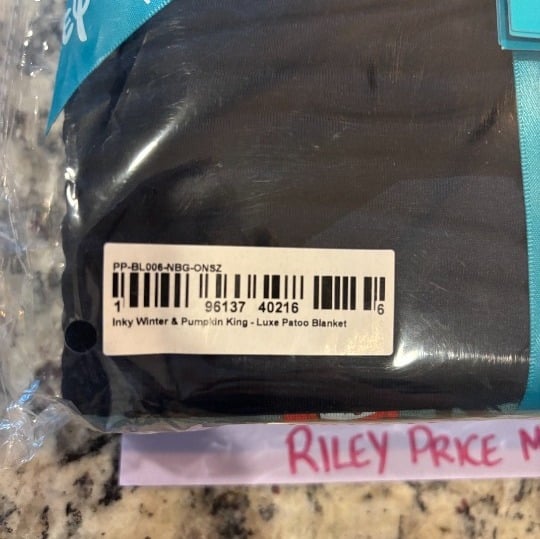 PP-BL006-NBG-ONSZ
1 96137 40216 6
Inky Winter & Pumpkin King - Luxe Patoo Blanket
RILEY PRICE M